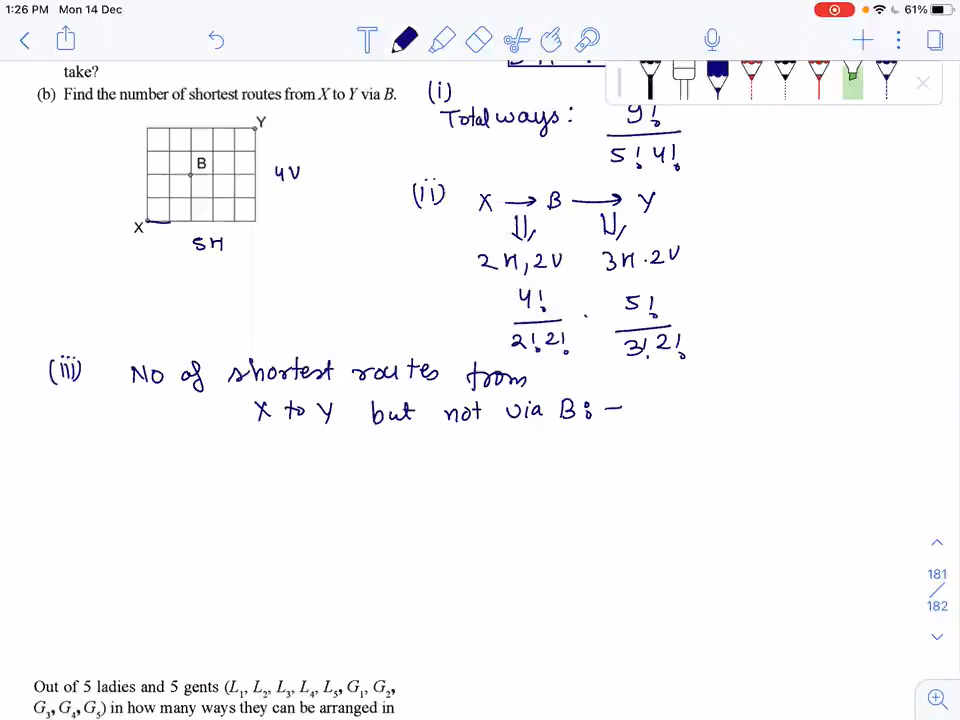 1:26 PM Mon 14 Dec
61%
take?
(b) Find the number of shortest routes from X to Y via B.
Y
B
X
4V
5H
(i)
Total ways:
9!
5! 4!
(ii)
X → B → Y
2H, 2V 3H . 2V
4! . 5!
2! 2! 3! 2!
(iii) No of shortest routes from
X to Y but not via B: –
181
/
182
Out of 5 ladies and 5 gents (L₁, L₂, L₃, L₄, L₅, G₁, G₂,
G₃, G₄, G₅) in how many ways they can be arranged in